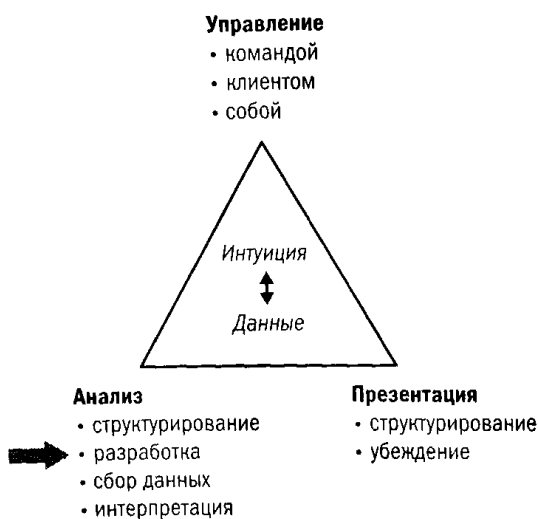 Управление
• командой
• клиентом
• собой
Интуиция
Данные
Анализ
• структурирование
• разработка
• сбор данных
• интерпретация
Презентация
• структурирование
• убеждение